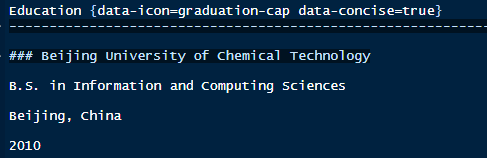 Education {data-icon=graduation-cap data-concise=true}
--------------------------------------------------------------------------------
### Beijing University of Chemical Technology
B.S. in Information and Computing Sciences
Beijing, China
2010